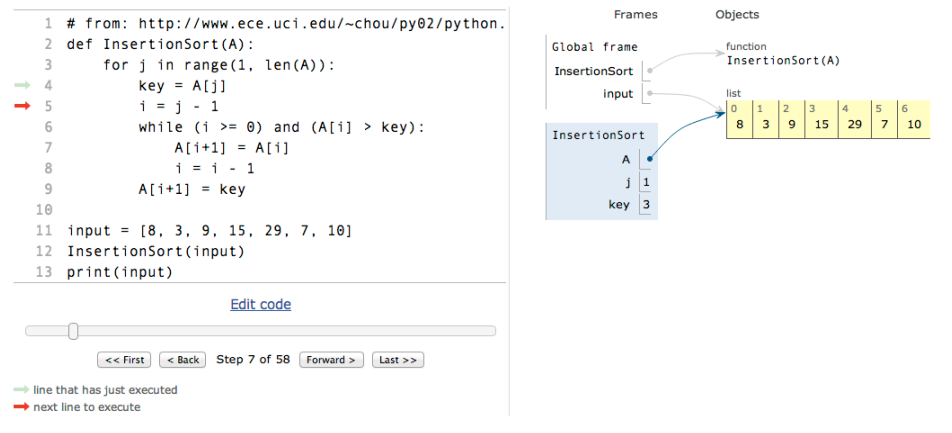 1 # from: http://www.ece.uci.edu/~chou/py02/python.
2 def InsertionSort(A):
3     for j in range(1, len(A)):
4         key = A[j]
5         i = j - 1
6         while (i >= 0) and (A[i] > key):
7             A[i+1] = A[i]
8             i = i - 1
9         A[i+1] = key
10
11 input = [8, 3, 9, 15, 29, 7, 10]
12 InsertionSort(input)
13 print(input)
Edit code
<< First < Back Step 7 of 58 Forward > Last >>
line that has just executed
next line to execute
Frames Objects
Global frame
InsertionSort
input
function
InsertionSort(A)
list
0 1 2 3 4 5 6
8 3 9 15 29 7 10
InsertionSort
A
j 1
key 3